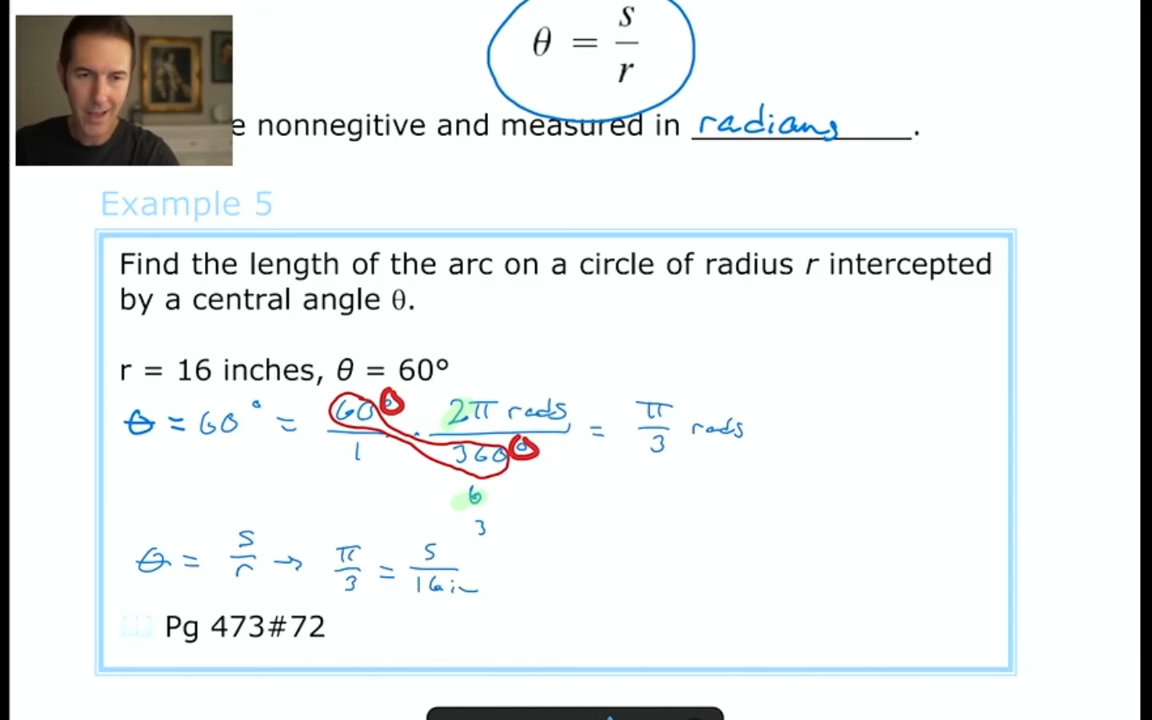 θ = s/r
e nonnegitive and measured in radians.
Example 5
Find the length of the arc on a circle of radius r intercepted
by a central angle θ.
r = 16 inches, θ = 60°
θ = 60° = 60°/1 · 2π rads/360° = π/3 rads
6
3
θ = s/r → π/3 = s/16in
Pg 473#72